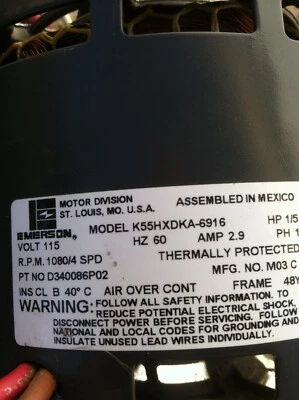 MOTOR DIVISION
ST. LOUIS, MO. U.S.A.
ASSEMBLED IN MEXICO
EMERSON
MODEL K55HXDKA-6916
HP 1/5
VOLT 115
HZ 60
AMP 2.9
PH 1
R.P.M. 1080/4 SPD
THERMALLY PROTECTED
PT NO D340086P02
MFG. NO. M03 C
INS CL B 40°C
AIR OVER CONT
FRAME 48Y
WARNING: FOLLOW ALL SAFETY INFORMATION. TO
REDUCE POTENTIAL ELECTRICAL SHOCK,
DISCONNECT POWER BEFORE SERVICING. FOLLOW
NATIONAL AND LOCAL CODES FOR GROUNDING AND
INSULATE UNUSED LEAD WIRES INDIVIDUALLY.